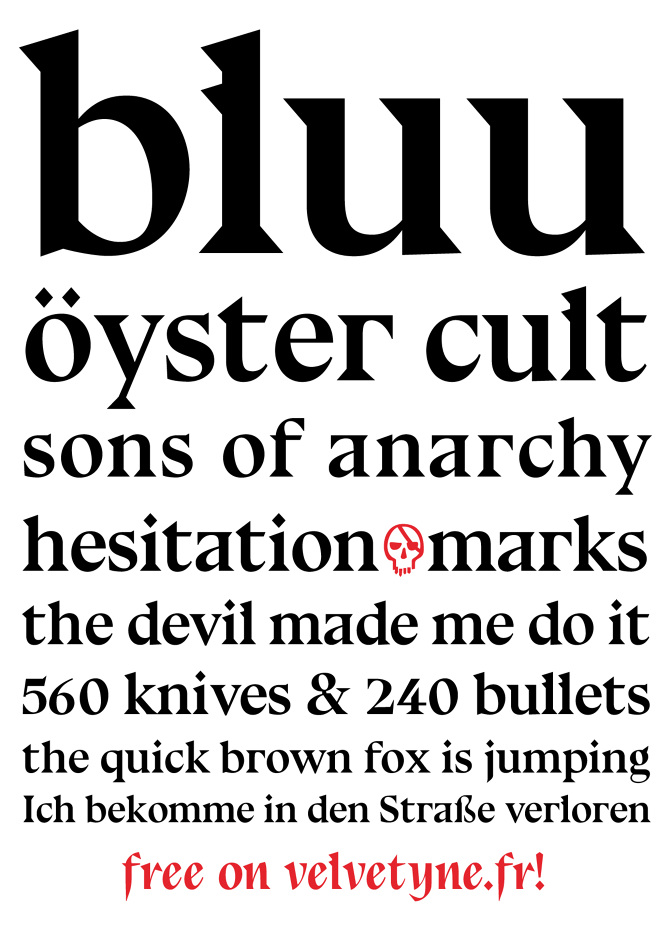 bluu
öyster cult
sons of anarchy
hesitation marks
the devil made me do it
560 knives & 240 bullets
the quick brown fox is jumping
Ich bekomme in den Straße verloren
free on velvetyne.fr!